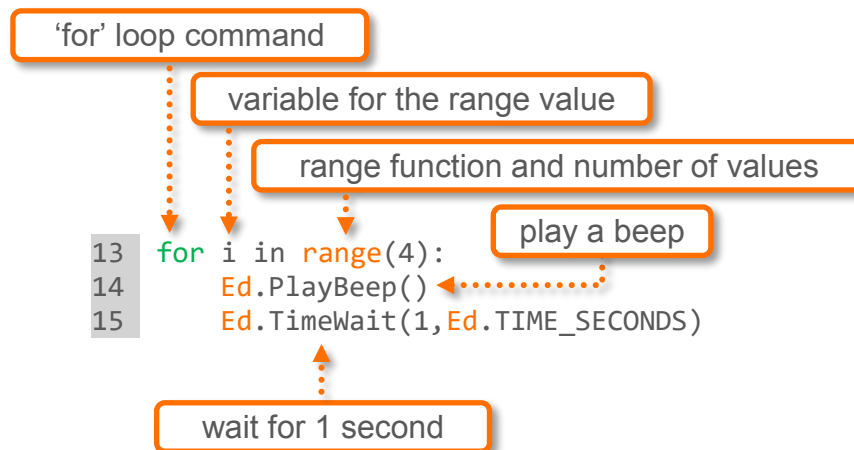 ‘for’ loop command
variable for the range value
range function and number of values
play a beep
13 for i in range(4):
14 Ed.PlayBeep()
15 Ed.TimeWait(1,Ed.TIME_SECONDS)
wait for 1 second